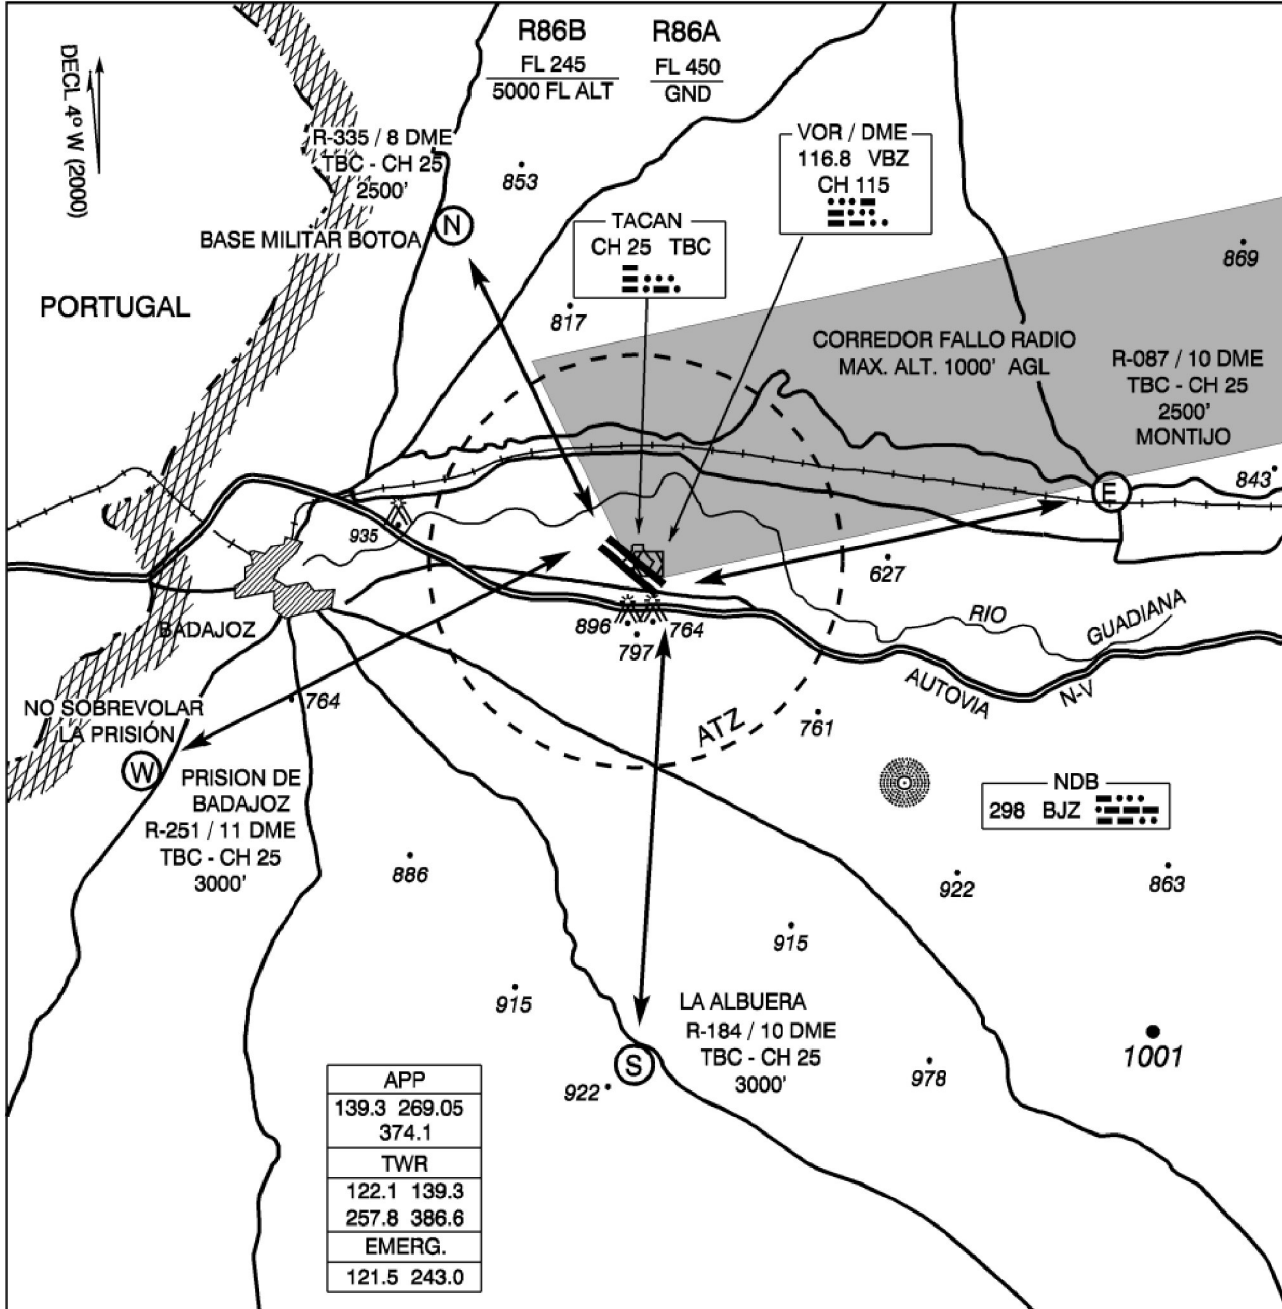 R86B
FL 245
5000 FL ALT
R86A
FL 450
GND
DECL 4º W (2000)
R-335 / 8 DME
TBC - CH 25
2500'
BASE MILITAR BOTOA
N
853
VOR / DME
116.8 VBZ
CH 115
TACAN
CH 25 TBC
869
PORTUGAL
817
CORREDOR FALLO RADIO
MAX. ALT. 1000' AGL
R-087 / 10 DME
TBC - CH 25
2500'
MONTIJO
E
843
935
627
BADAJOZ
896
764
797
RIO
GUADIANA
AUTOVIA
N-V
764
NO SOBREVOLAR
LA PRISIÓN
W
ATZ
761
PRISION DE
BADAJOZ
R-251 / 11 DME
TBC - CH 25
3000'
NDB
298 BJZ
886
922
863
915
915
LA ALBUERA
R-184 / 10 DME
TBC - CH 25
3000'
S
922
978
1001
APP
139.3 269.05
374.1
TWR
122.1 139.3
257.8 386.6
EMERG.
121.5 243.0